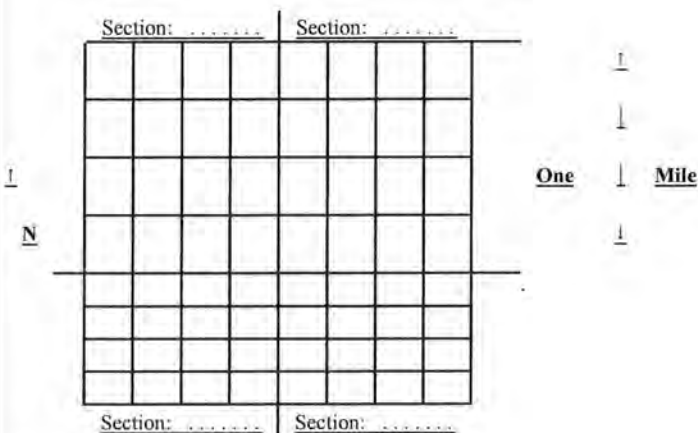 Section: ....... Section: .......
One Mile
N
Section: ....... Section: .......